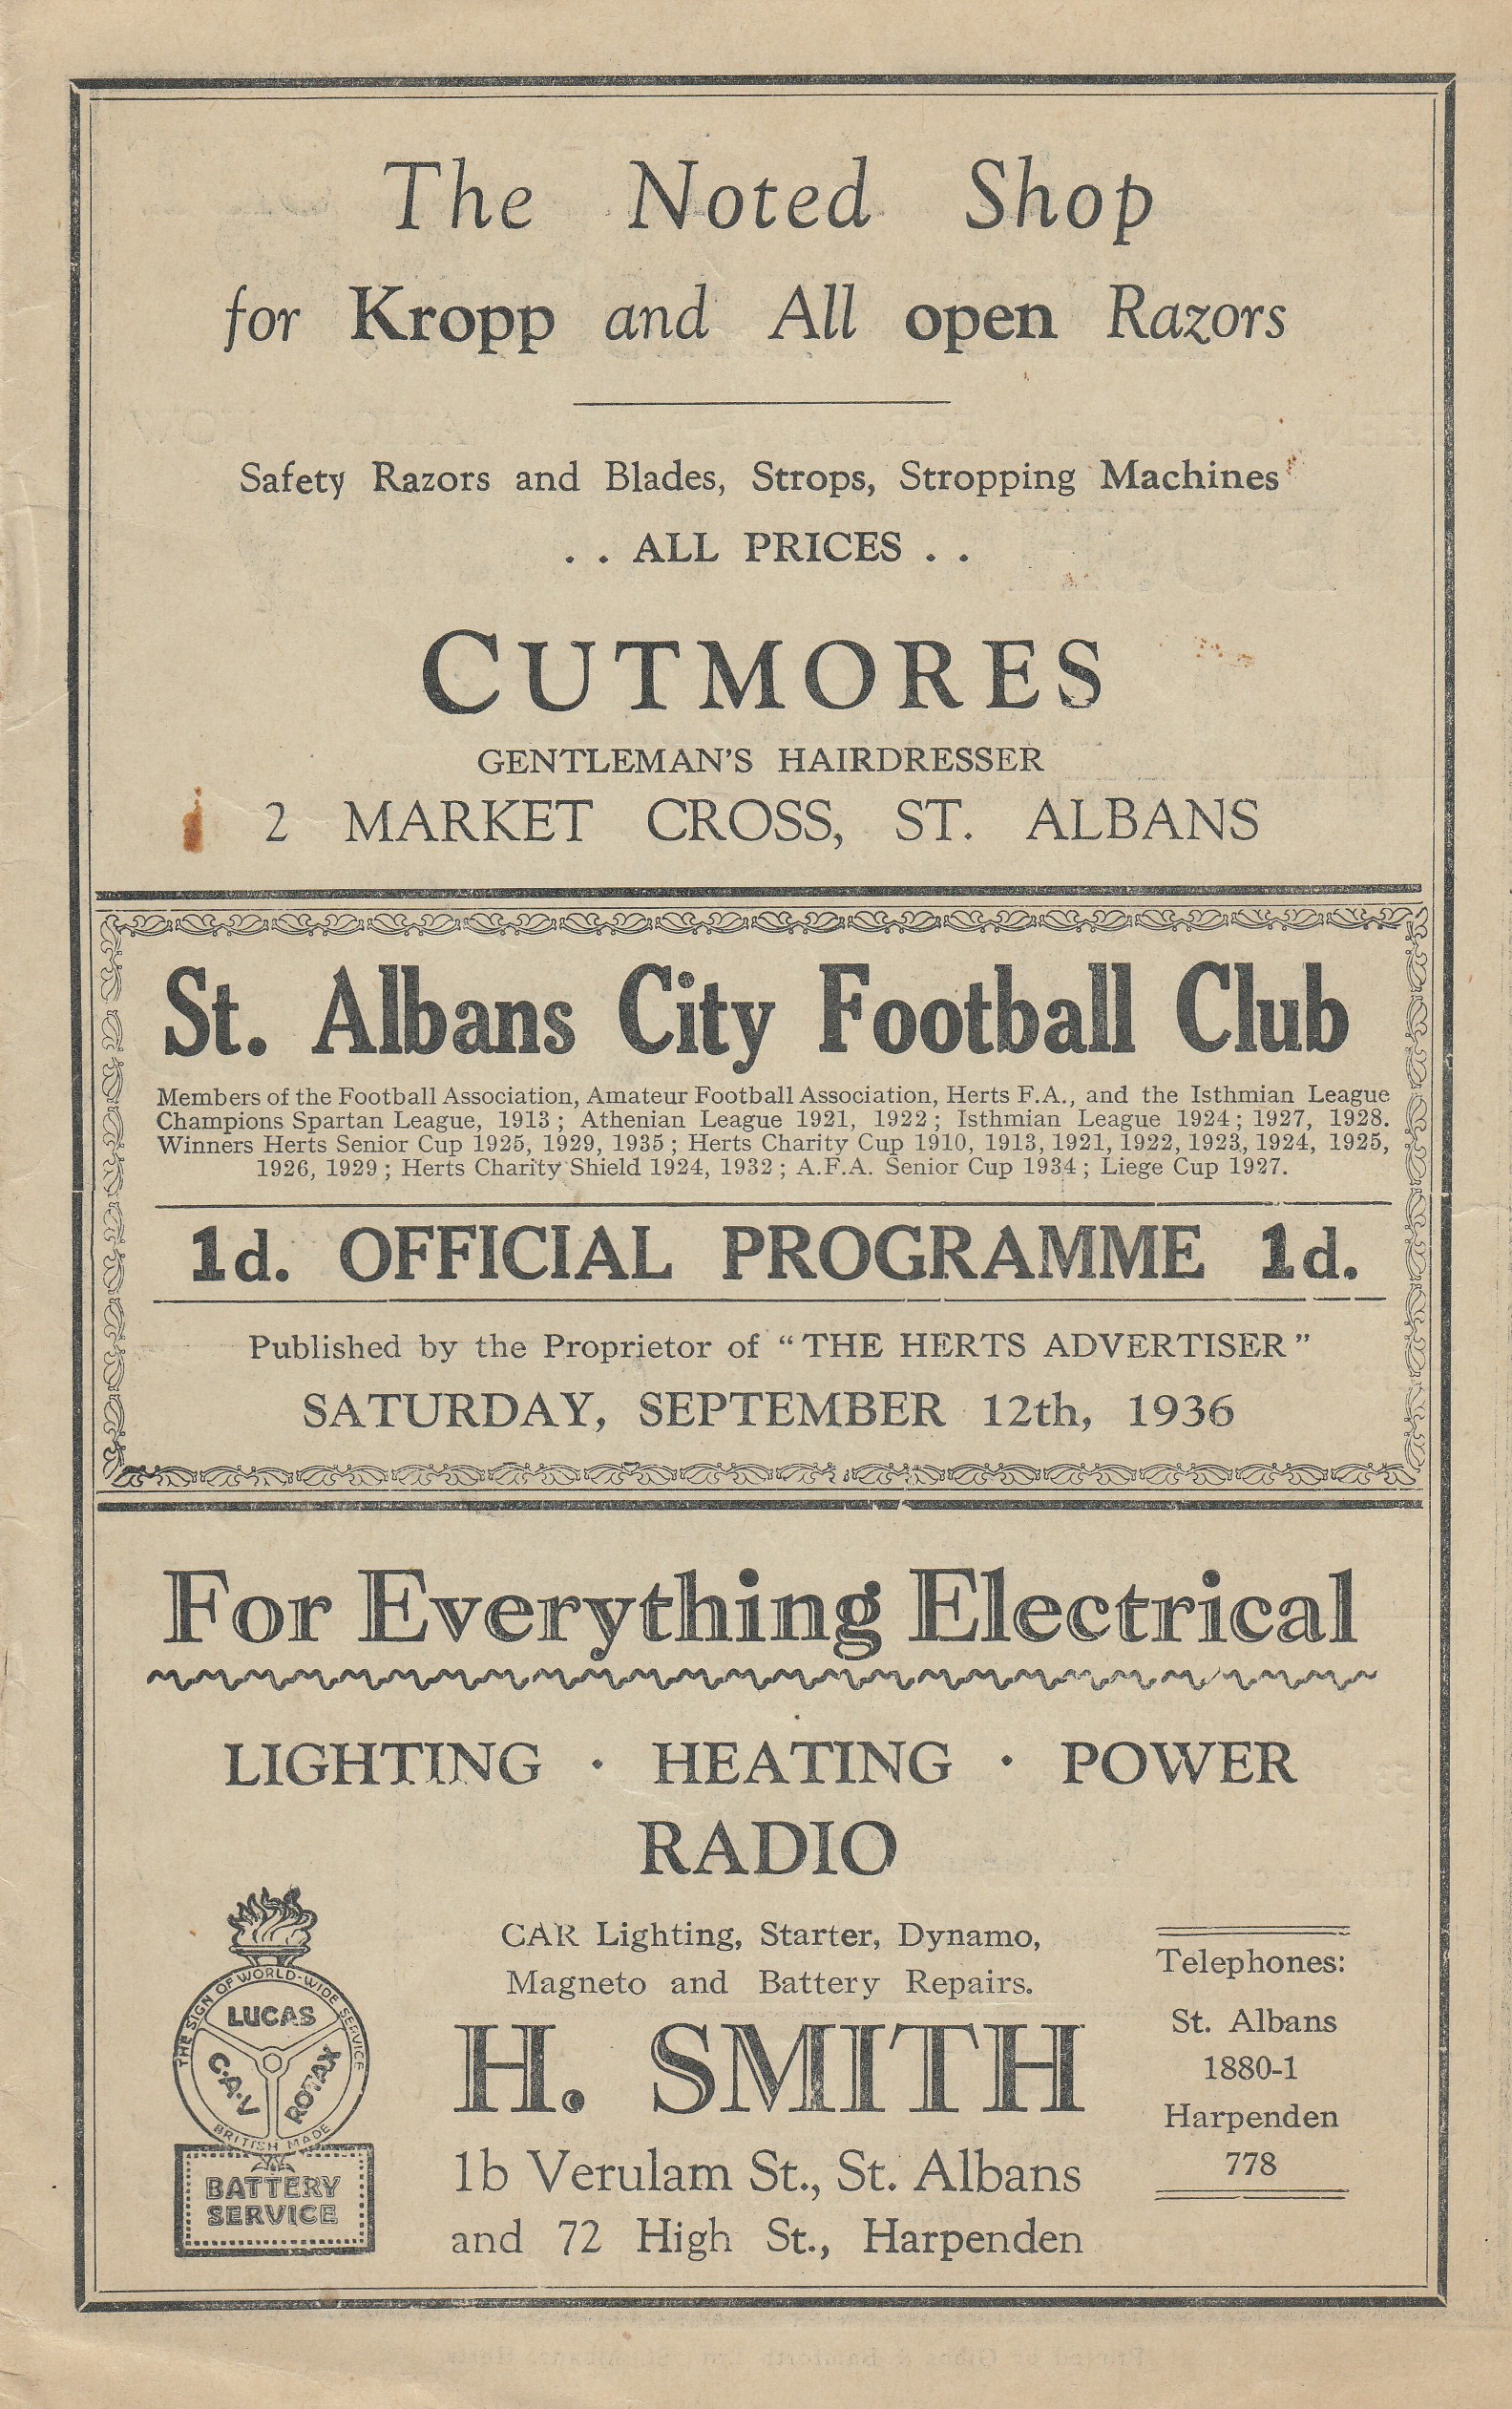 The Noted Shop
for Kropp and All open Razors
Safety Razors and Blades, Strops, Stropping Machines
. . ALL PRICES . .
CUTMORES
GENTLEMAN'S HAIRDRESSER
2 MARKET CROSS, ST. ALBANS
St. Albans City Football Club
Members of the Football Association, Amateur Football Association, Herts F.A., and the Isthmian League
Champions Spartan League, 1913; Athenian League 1921, 1922; Isthmian League 1924; 1927, 1928.
Winners Herts Senior Cup 1925, 1929, 1935; Herts Charity Cup 1910, 1913, 1921, 1922, 1923, 1924, 1925,
1926, 1929; Herts Charity Shield 1924, 1932; A.F.A. Senior Cup 1934; Liege Cup 1927.
1d. OFFICIAL PROGRAMME 1d.
Published by the Proprietor of "THE HERTS ADVERTISER"
SATURDAY, SEPTEMBER 12th, 1936
For Everything Electrical
LIGHTING · HEATING · POWER
RADIO
THE SIGN OF WORLD-WIDE SERVICE
LUCAS
C.A.V
ROTAX
BRITISH MADE
BATTERY
SERVICE
CAR Lighting, Starter, Dynamo,
Magneto and Battery Repairs.
H. SMITH
1b Verulam St., St. Albans
and 72 High St., Harpenden
Telephones:
St. Albans
1880-1
Harpenden
778